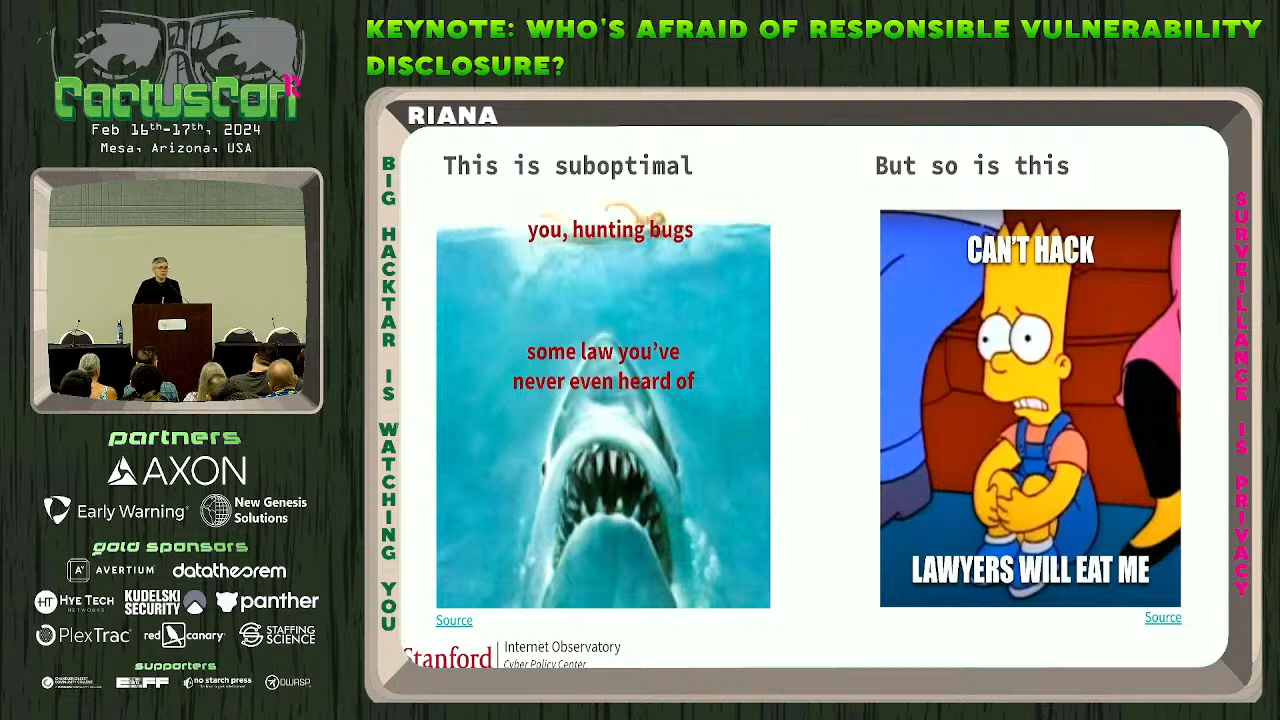 KEYNOTE: WHO'S AFRAID OF RESPONSIBLE VULNERABILITY
DISCLOSURE?
CactusCon
Feb 16th-17th, 2024
Mesa, Arizona, USA
RIANA
BIG HACKTAR IS WATCHING YOU
This is suboptimal
you, hunting bugs
some law you've
never even heard of
Source
But so is this
CAN'T HACK
LAWYERS WILL EAT ME
Source
Stanford
Internet Observatory
Cyber Policy Center
SURVEILLANCE IS PRIVACY
partners
AXON
Early Warning
New Genesis
Solutions
gold sponsors
AVERTIUM
datatheorem
HT HYE TECH
NETWORKS
KUDELSKI
SECURITY
panther
PlexTrac
red canary
STAFFING
SCIENCE
supporters
EFF
no starch press
OWASP